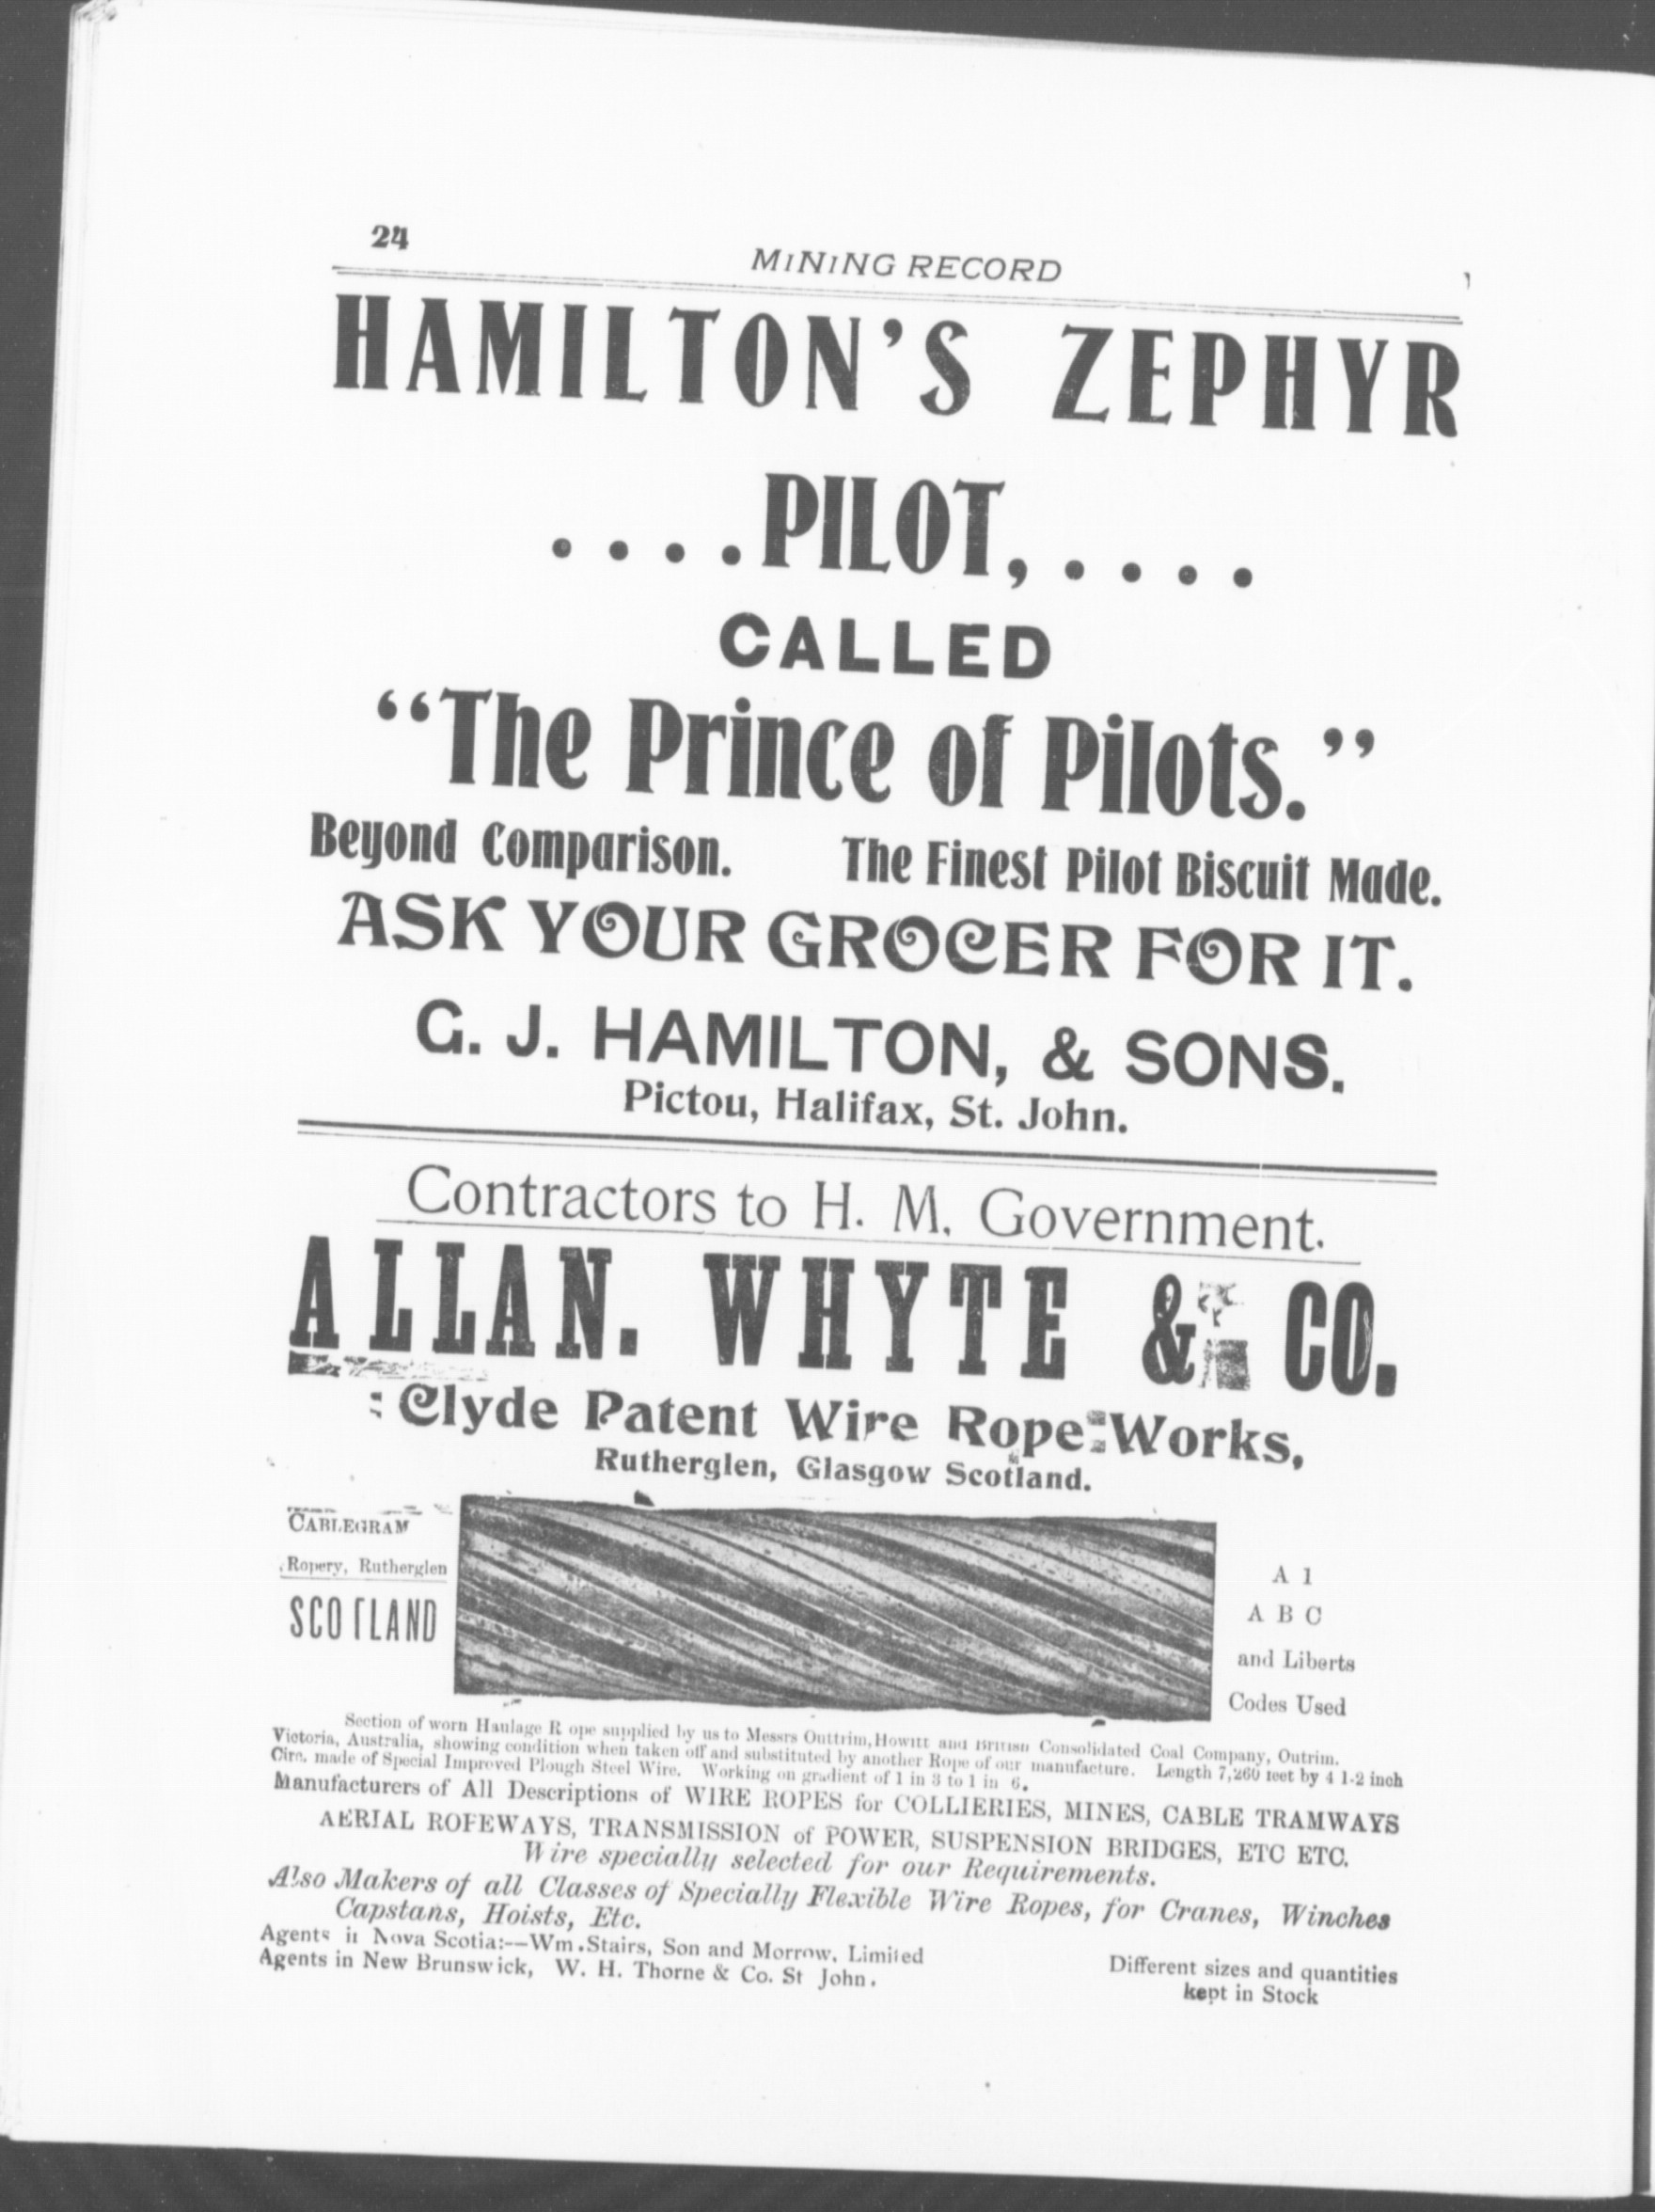 24
MINING RECORD
HAMILTON'S ZEPHYR
....PILOT,....
CALLED
"The Prince of Pilots."
Beyond Comparison. The Finest Pilot Biscuit Made.
ASK YOUR GROCER FOR IT.
G. J. HAMILTON, & SONS.
Pictou, Halifax, St. John.
Contractors to H. M. Government.
ALLAN. WHYTE & CO.
Clyde Patent Wire Rope Works,
Rutherglen, Glasgow Scotland.
CABLEGRAM
Ropery, Rutherglen
SCOTLAND
A 1
A B C
and Liberts
Codes Used
Section of worn Haulage R ope supplied by us to Messrs Outtrim, Howitt and British Consolidated Coal Company, Outrim.
Victoria, Australia, showing condition when taken off and substituted by another Rope of our manufacture. Length 7,260 feet by 4 1-2 inch
Circ. made of Special Improved Plough Steel Wire. Working on gradient of 1 in 3 to 1 in 6.
Manufacturers of All Descriptions of WIRE ROPES for COLLIERIES, MINES, CABLE TRAMWAYS
AERIAL ROPEWAYS, TRANSMISSION of POWER, SUSPENSION BRIDGES, ETC ETC.
Wire specially selected for our Requirements.
Also Makers of all Classes of Specially Flexible Wire Ropes, for Cranes, Winches
Capstans, Hoists, Etc.
Agents in Nova Scotia:--Wm.Stairs, Son and Morrow, Limited
Agents in New Brunswick, W. H. Thorne & Co. St John.
Different sizes and quantities
kept in Stock